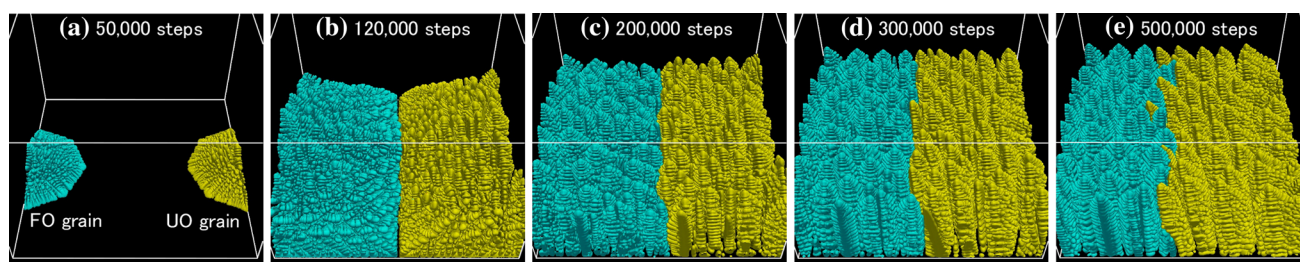 (a) 50,000 steps
FO grain
UO grain
(b) 120,000 steps
(c) 200,000 steps
(d) 300,000 steps
(e) 500,000 steps